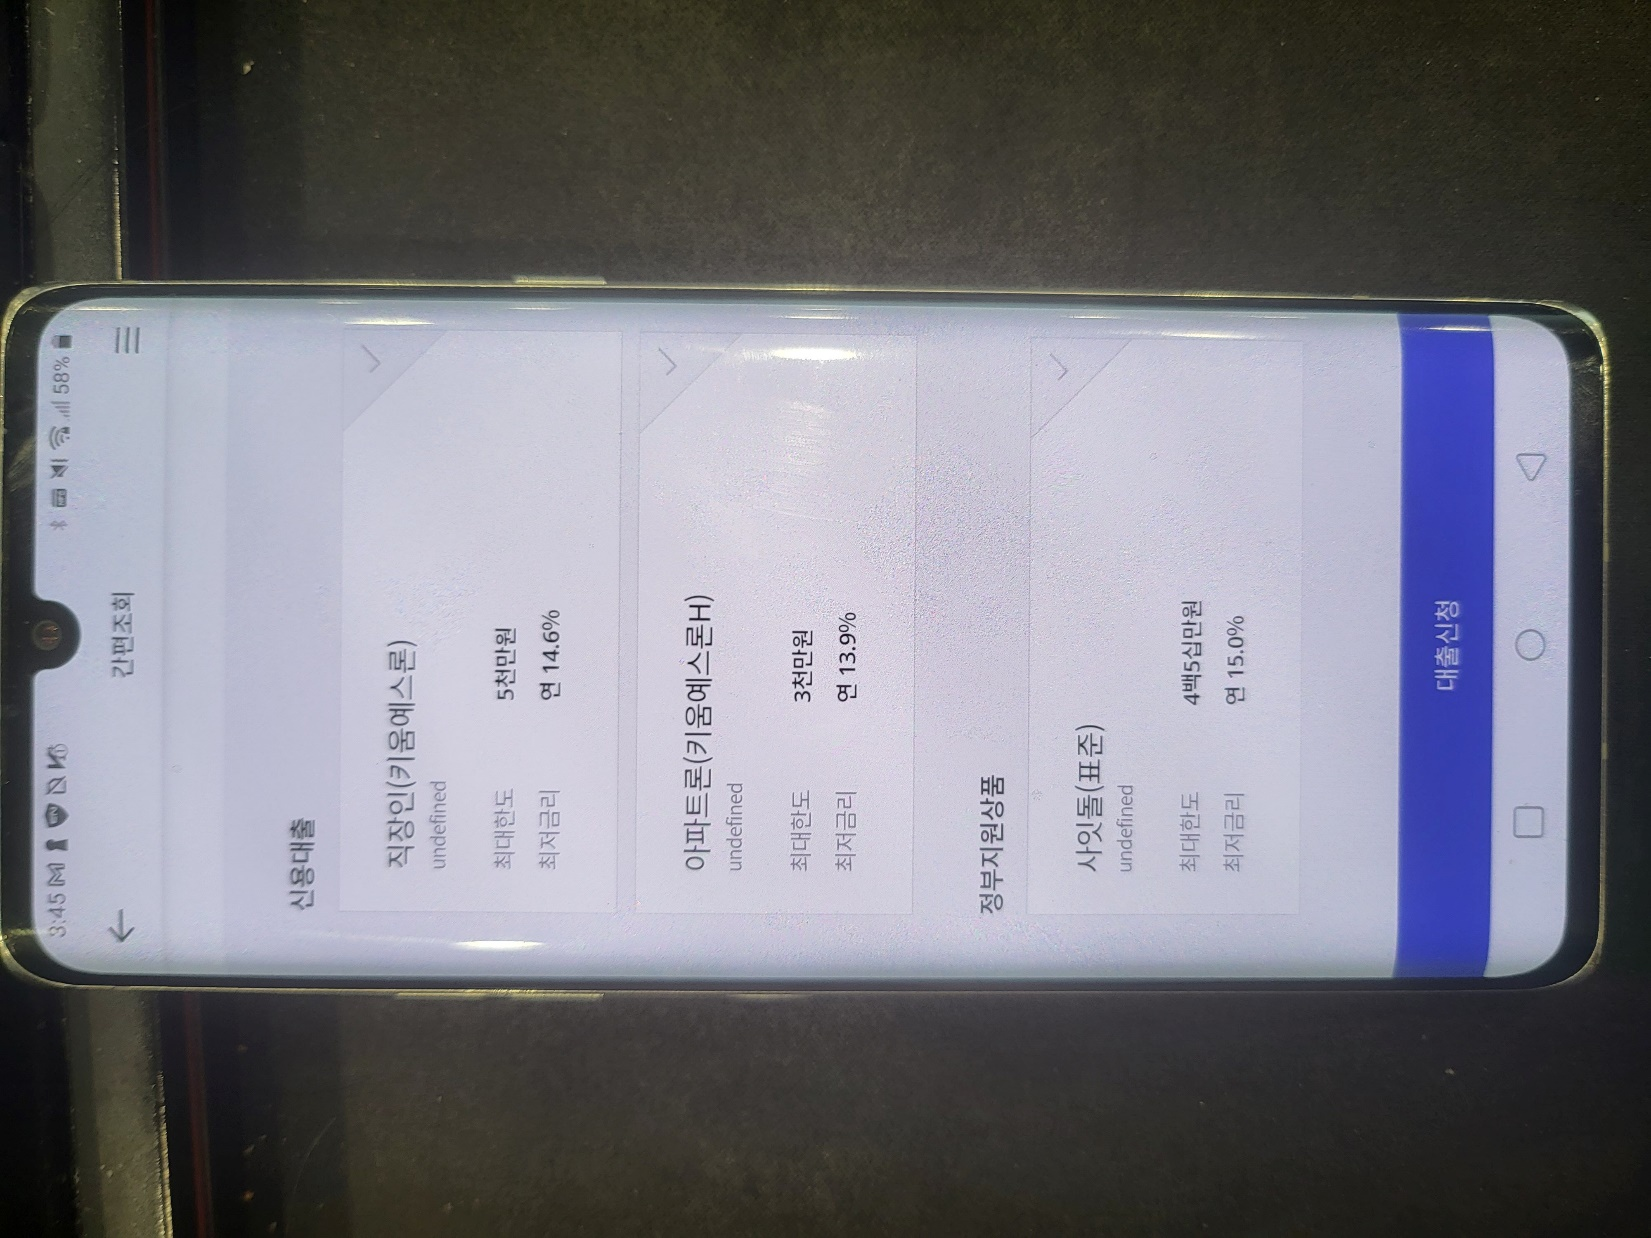 3:45
58%
간편조회
신용대출
직장인(키움예스론)
undefined
최대한도 5천만원
최저금리 연 14.6%
아파트론(키움예스론H)
undefined
최대한도 3천만원
최저금리 연 13.9%
정부지원상품
사잇돌(표준)
undefined
최대한도 4백5십만원
최저금리 연 15.0%
대출신청